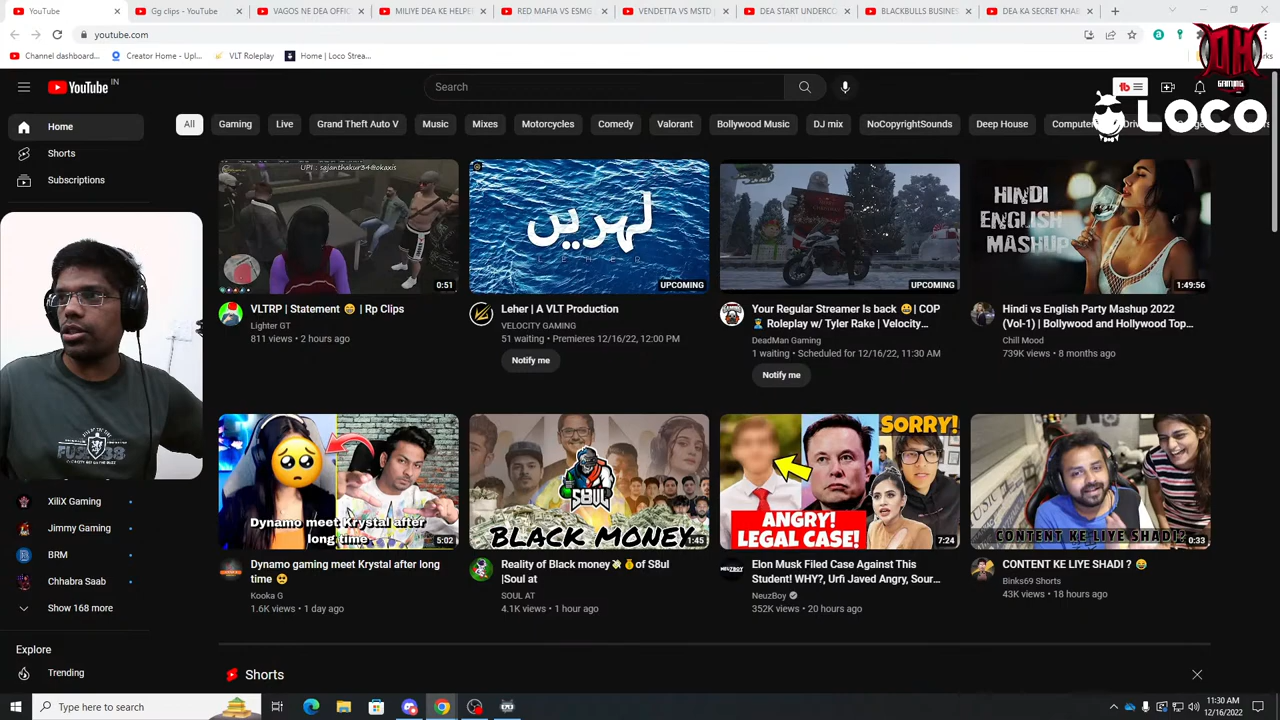 YouTube
Gg clips - YouTube
VAGOS NE DEA OFFIC
MILIYE DEA KE HELPE
RED MAFIA VS ESMG
VENDETTA VS MSTD
DEA START UNDERCO
BLACKBULLS BUSINE
DEA KA SECRET KHAB
youtube.com
Channel dashboard...
Creator Home - Upl...
VLT Roleplay
Home | Loco Strea...
YouTube IN
Search
GAMING
LOCO
Home
Shorts
Subscriptions
All
Gaming
Live
Grand Theft Auto V
Music
Mixes
Motorcycles
Comedy
Valorant
Bollywood Music
DJ mix
NoCopyrightSounds
Deep House
UPI : sajanthakur34@okaxis
0:51
لہریں
LEHER
UPCOMING
UPCOMING
HINDI
ENGLISH
MASHUP
1:49:56
VLTRP | Statement 😄 | Rp Clips
Lighter GT
811 views • 2 hours ago
Leher | A VLT Production
VELOCITY GAMING
51 waiting • Premieres 12/16/22, 12:00 PM
Notify me
Your Regular Streamer Is back 😃 | COP
👮‍♂️ Roleplay w/ Tyler Rake | Velocity...
DeadMan Gaming
1 waiting • Scheduled for 12/16/22, 11:30 AM
Notify me
Hindi vs English Party Mashup 2022
(Vol-1) | Bollywood and Hollywood Top...
Chill Mood
739K views • 8 months ago
XiliX Gaming
Jimmy Gaming
BRM
Chhabra Saab
Show 168 more
Explore
Trending
Dynamo meet Krystal after
long time
5:02
S8UL
BLACK MONEY
1:45
SORRY!
ANGRY!
LEGAL CASE!
7:24
MUSIC
CONTENT KE LIYE SHADI?
0:33
Dynamo gaming meet Krystal after long
time 🥺
Kooka G
1.6K views • 1 day ago
Reality of Black money💸💰of S8ul
|Soul at
SOUL AT
4.1K views • 1 hour ago
Elon Musk Filed Case Against This
Student! WHY?, Urfi Javed Angry, Sour...
NeuzBoy
352K views • 20 hours ago
CONTENT KE LIYE SHADI ? 😂
Binks69 Shorts
43K views • 18 hours ago
Shorts
Type here to search
11:30 AM
12/16/2022